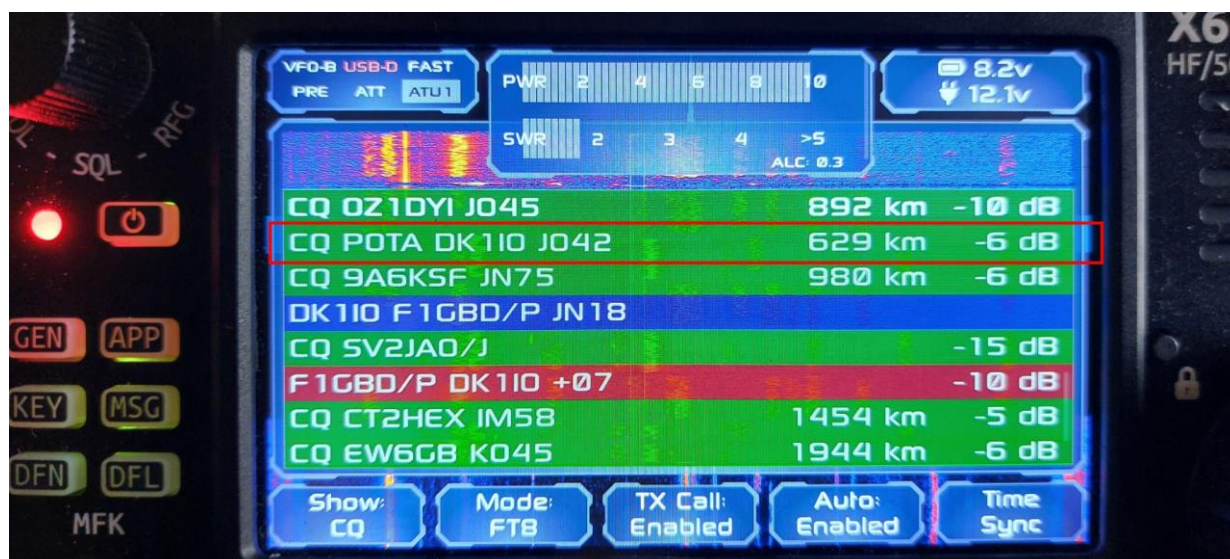 X6
HF/50
VFO-B USB-D FAST
PRE ATT ATU1
PWR 2 4 6 8 10
SWR 2 3 4 >5
ALC: 0.3
8.2v
12.1v
RFG
SQL
CQ OZ1DYI JO45 892 km -10 dB
CQ POTA DK1IO JO42 629 km -6 dB
CQ 9A6KSF JN75 980 km -6 dB
DK1IO F1GBD/P JN18
CQ SV2JAO/J -15 dB
F1GBD/P DK1IO +07 -10 dB
CQ CT2HEX IM58 1454 km -5 dB
CQ EW6GB KO45 1944 km -6 dB
GEN APP
KEY MSG
DFN DFL
MFK
Show: CQ
Mode: FT8
TX Call: Enabled
Auto: Enabled
Time Sync